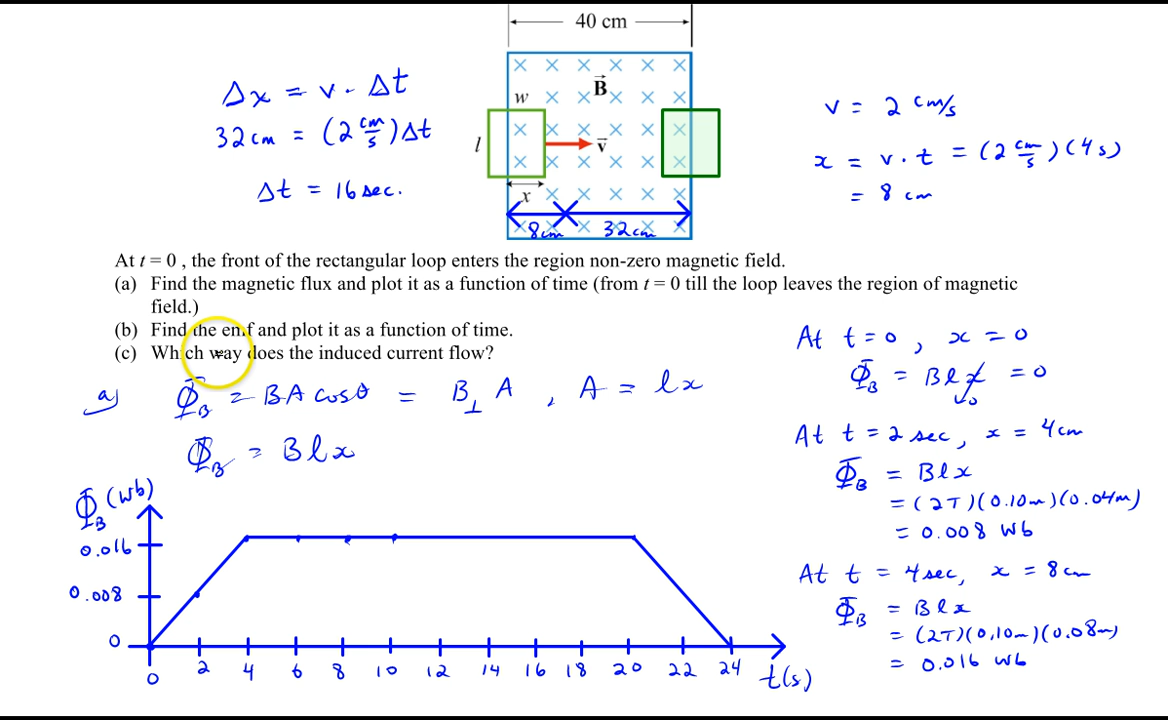 40 cm
Δx = v · Δt
32 cm = (2 cm/s) Δt
Δt = 16 sec.
B
w
l
v
x
8cm 32cm
v = 2 cm/s
x = v · t = (2 cm/s)(4 s)
= 8 cm
At t = 0 , the front of the rectangular loop enters the region non-zero magnetic field.
(a) Find the magnetic flux and plot it as a function of time (from t = 0 till the loop leaves the region of magnetic
field.)
(b) Find the emf and plot it as a function of time.
(c) Which way does the induced current flow?
a) Φ_B = BA cosθ = B⊥ A , A = lx
Φ_B = Blx
At t = 0 , x = 0
Φ_B = Blx = 0
0
At t = 2 sec, x = 4 cm
Φ_B = Blx
= (2T)(0.10m)(0.04m)
= 0.008 Wb
At t = 4 sec, x = 8 cm
Φ_B = Blx
= (2T)(0.10m)(0.08m)
= 0.016 Wb
Φ_B (Wb)
0.016
0.008
0
0 2 4 6 8 10 12 14 16 18 20 22 24 t(s)